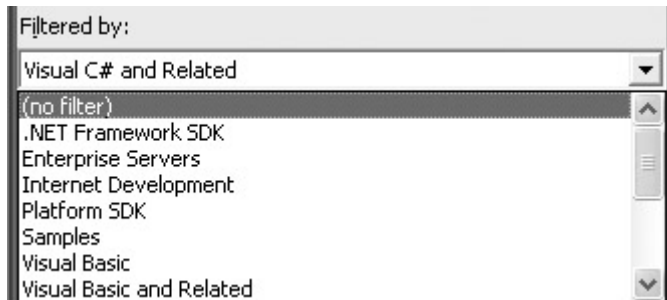 Filtered by:
Visual C# and Related
(no filter)
.NET Framework SDK
Enterprise Servers
Internet Development
Platform SDK
Samples
Visual Basic
Visual Basic and Related